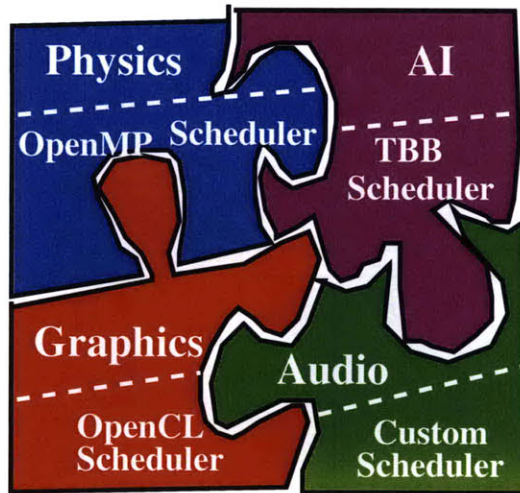 Physics
OpenMP Scheduler
AI
TBB
Scheduler
Graphics
OpenCL
Scheduler
Audio
Custom
Scheduler